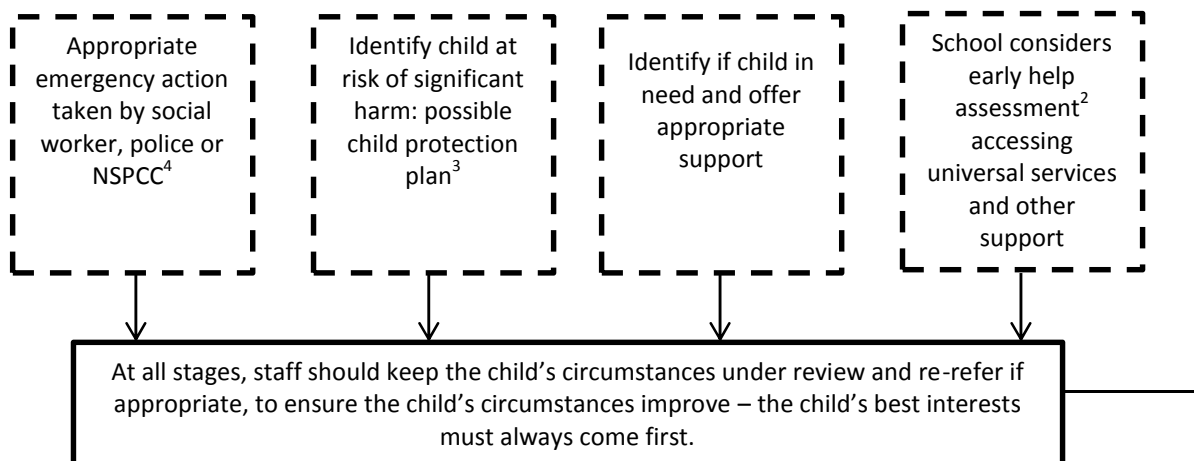 Appropriate
emergency action
taken by social
worker, police or
NSPCC⁴
Identify child at
risk of significant
harm: possible
child protection
plan³
Identify if child in
need and offer
appropriate
support
School considers
early help
assessment²
accessing
universal services
and other
support
At all stages, staff should keep the child’s circumstances under review and re-refer if
appropriate, to ensure the child’s circumstances improve – the child’s best interests
must always come first.